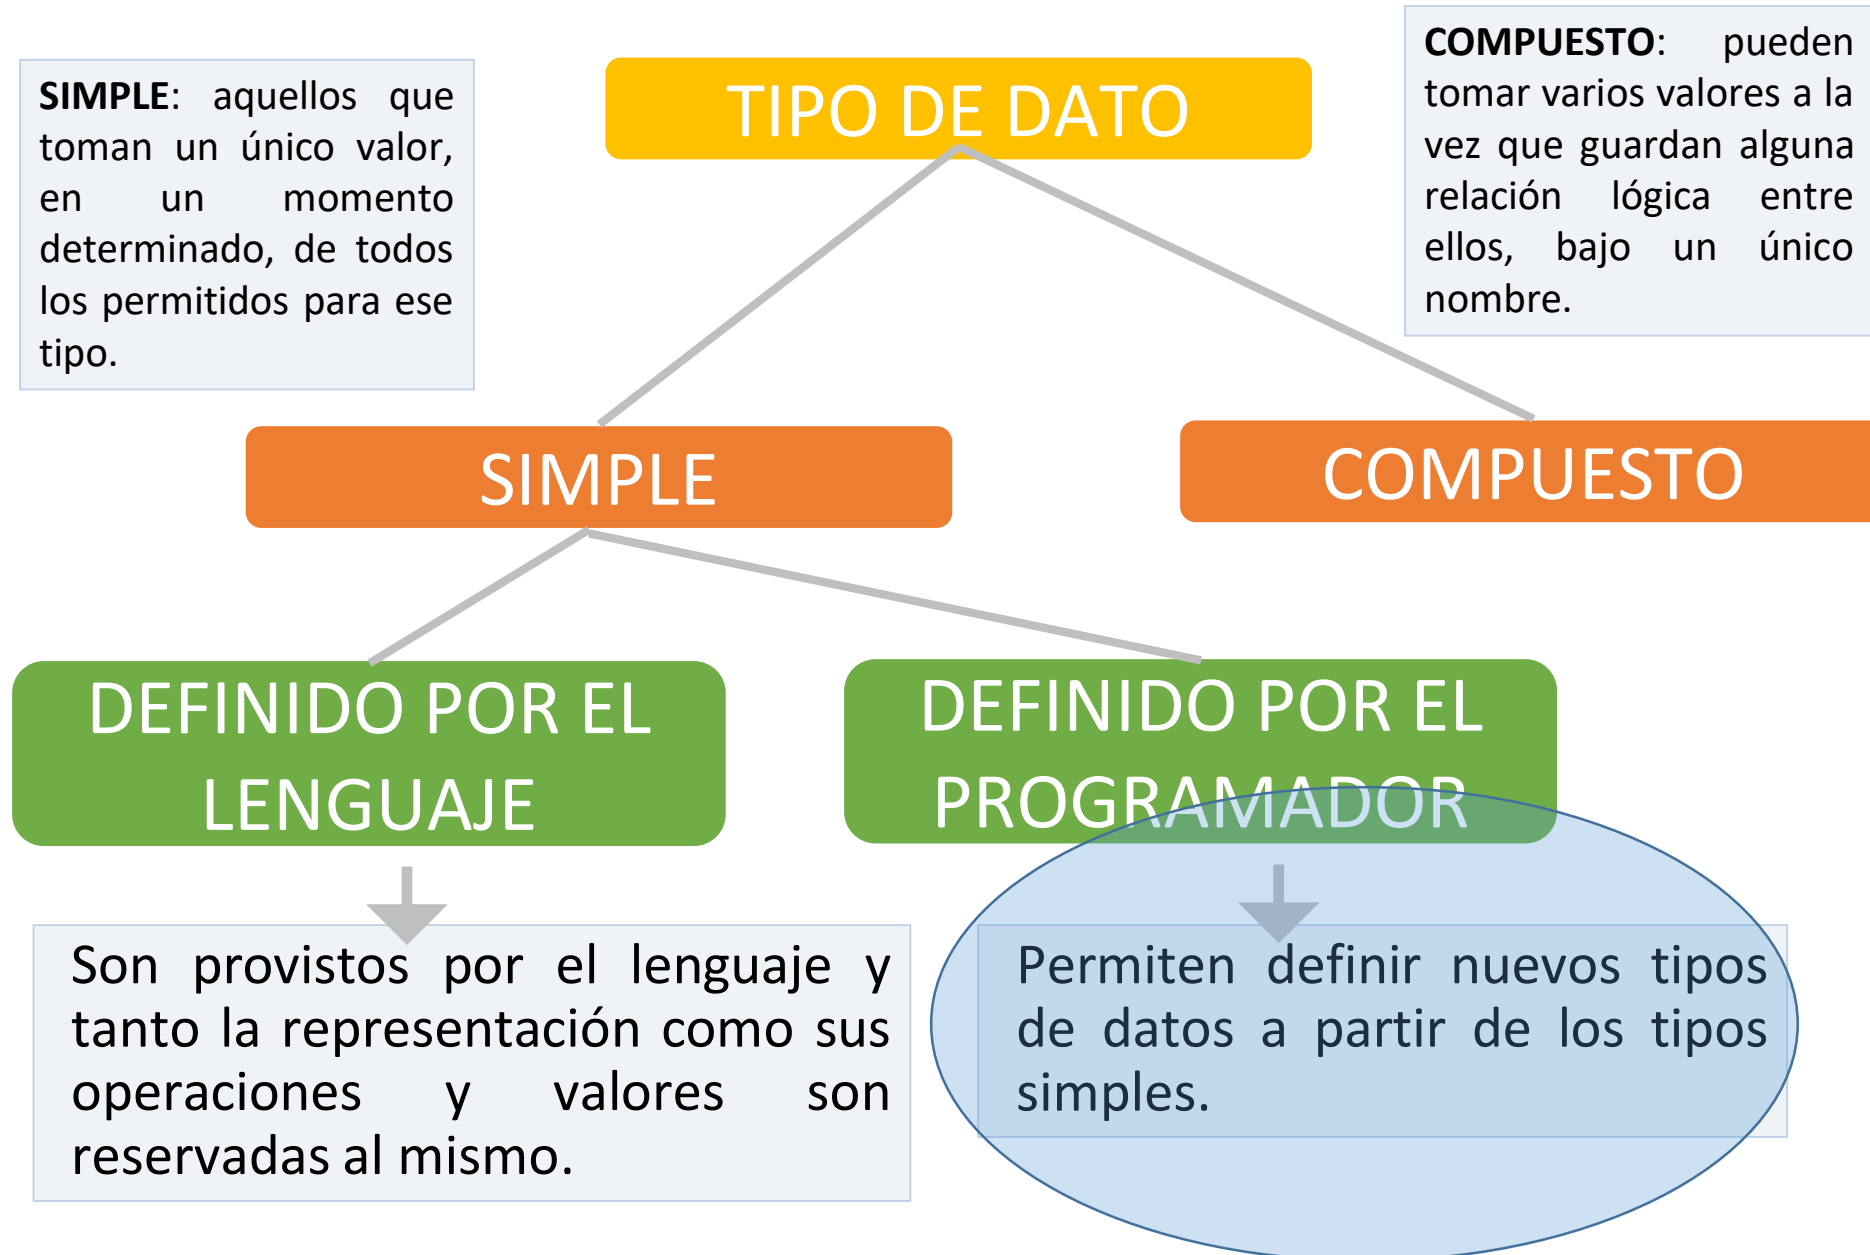 SIMPLE: aquellos que
toman un único valor,
en un momento
determinado, de todos
los permitidos para ese
tipo.
TIPO DE DATO
COMPUESTO: pueden
tomar varios valores a la
vez que guardan alguna
relación lógica entre
ellos, bajo un único
nombre.
SIMPLE
COMPUESTO
DEFINIDO POR EL
LENGUAJE
DEFINIDO POR EL
PROGRAMADOR
Son provistos por el lenguaje y
tanto la representación como sus
operaciones y valores son
reservadas al mismo.
Permiten definir nuevos tipos
de datos a partir de los tipos
simples.